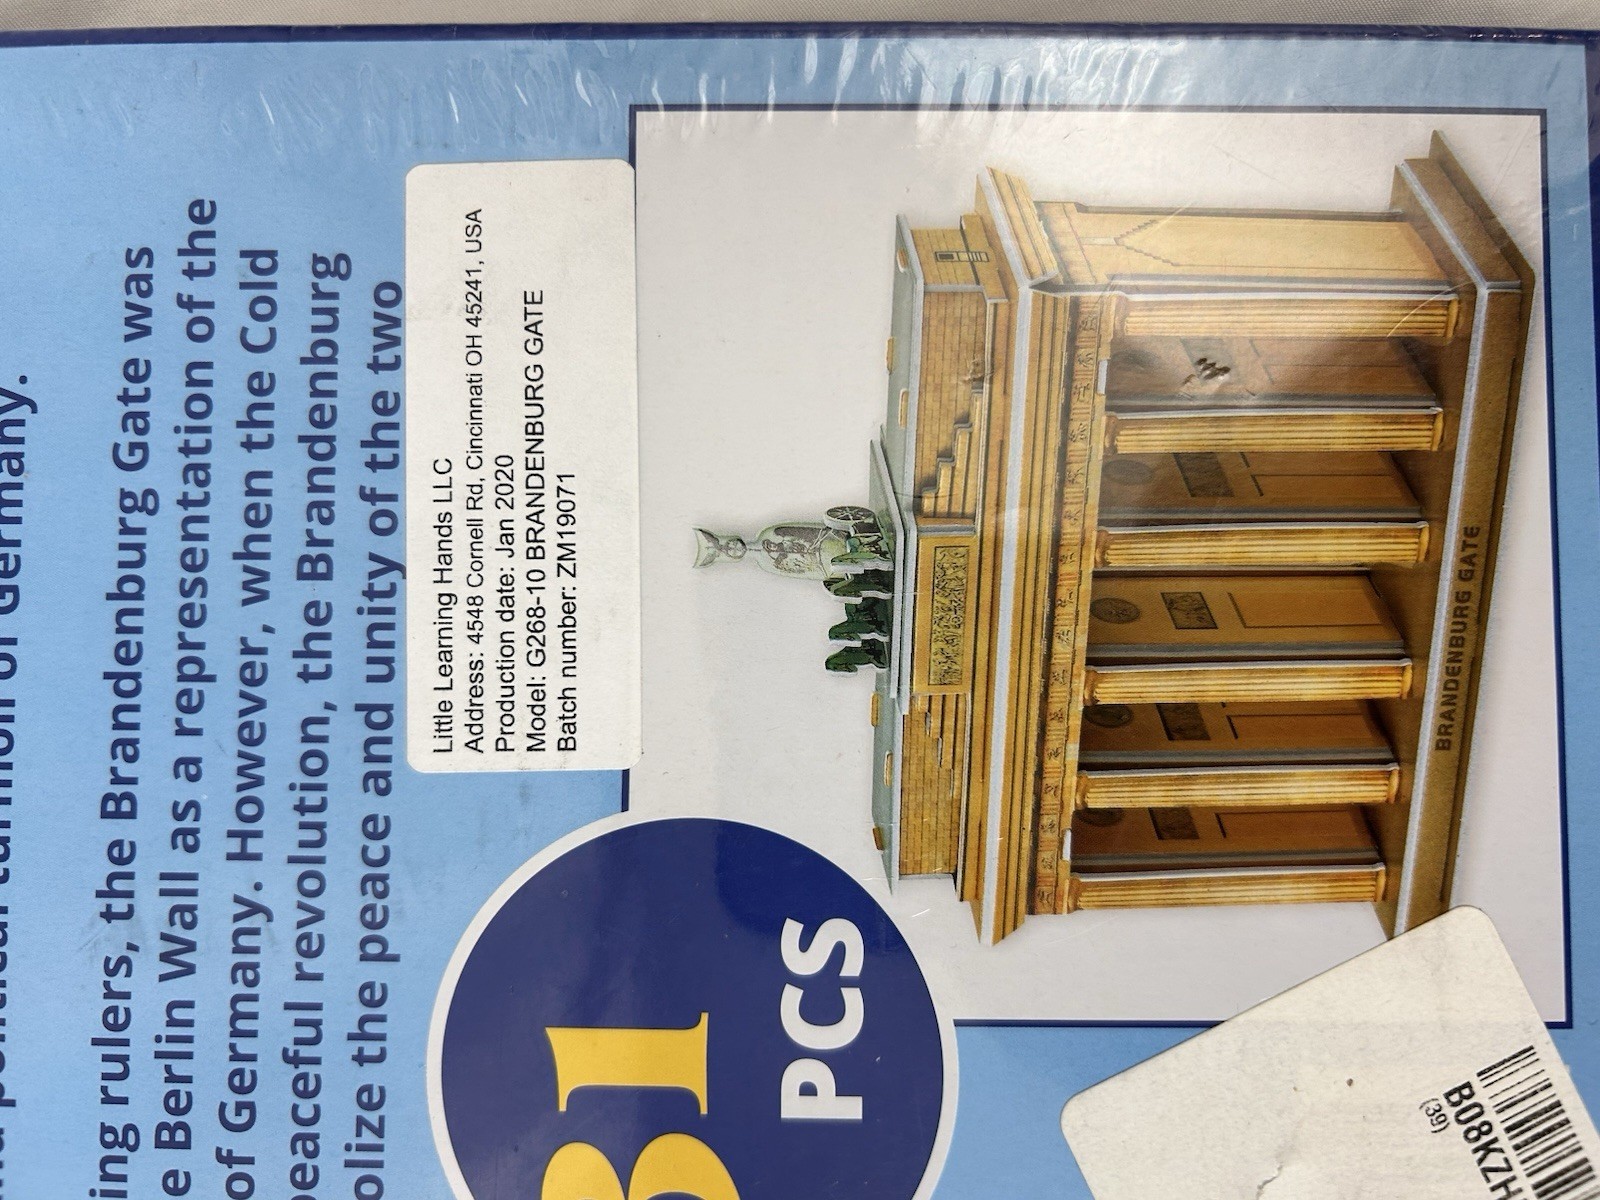 turmoil of Germany.
ing rulers, the Brandenburg Gate was
e Berlin Wall as a representation of the
of Germany. However, when the Cold
peaceful revolution, the Brandenburg
olize the peace and unity of the two
Little Learning Hands LLC
Address: 4548 Cornell Rd, Cincinnati OH 45241, USA
Production date: Jan 2020
Model: G268-10 BRANDENBURG GATE
Batch number: ZM19071
31
PCS
BRANDENBURG GATE
B08KZH
(39)